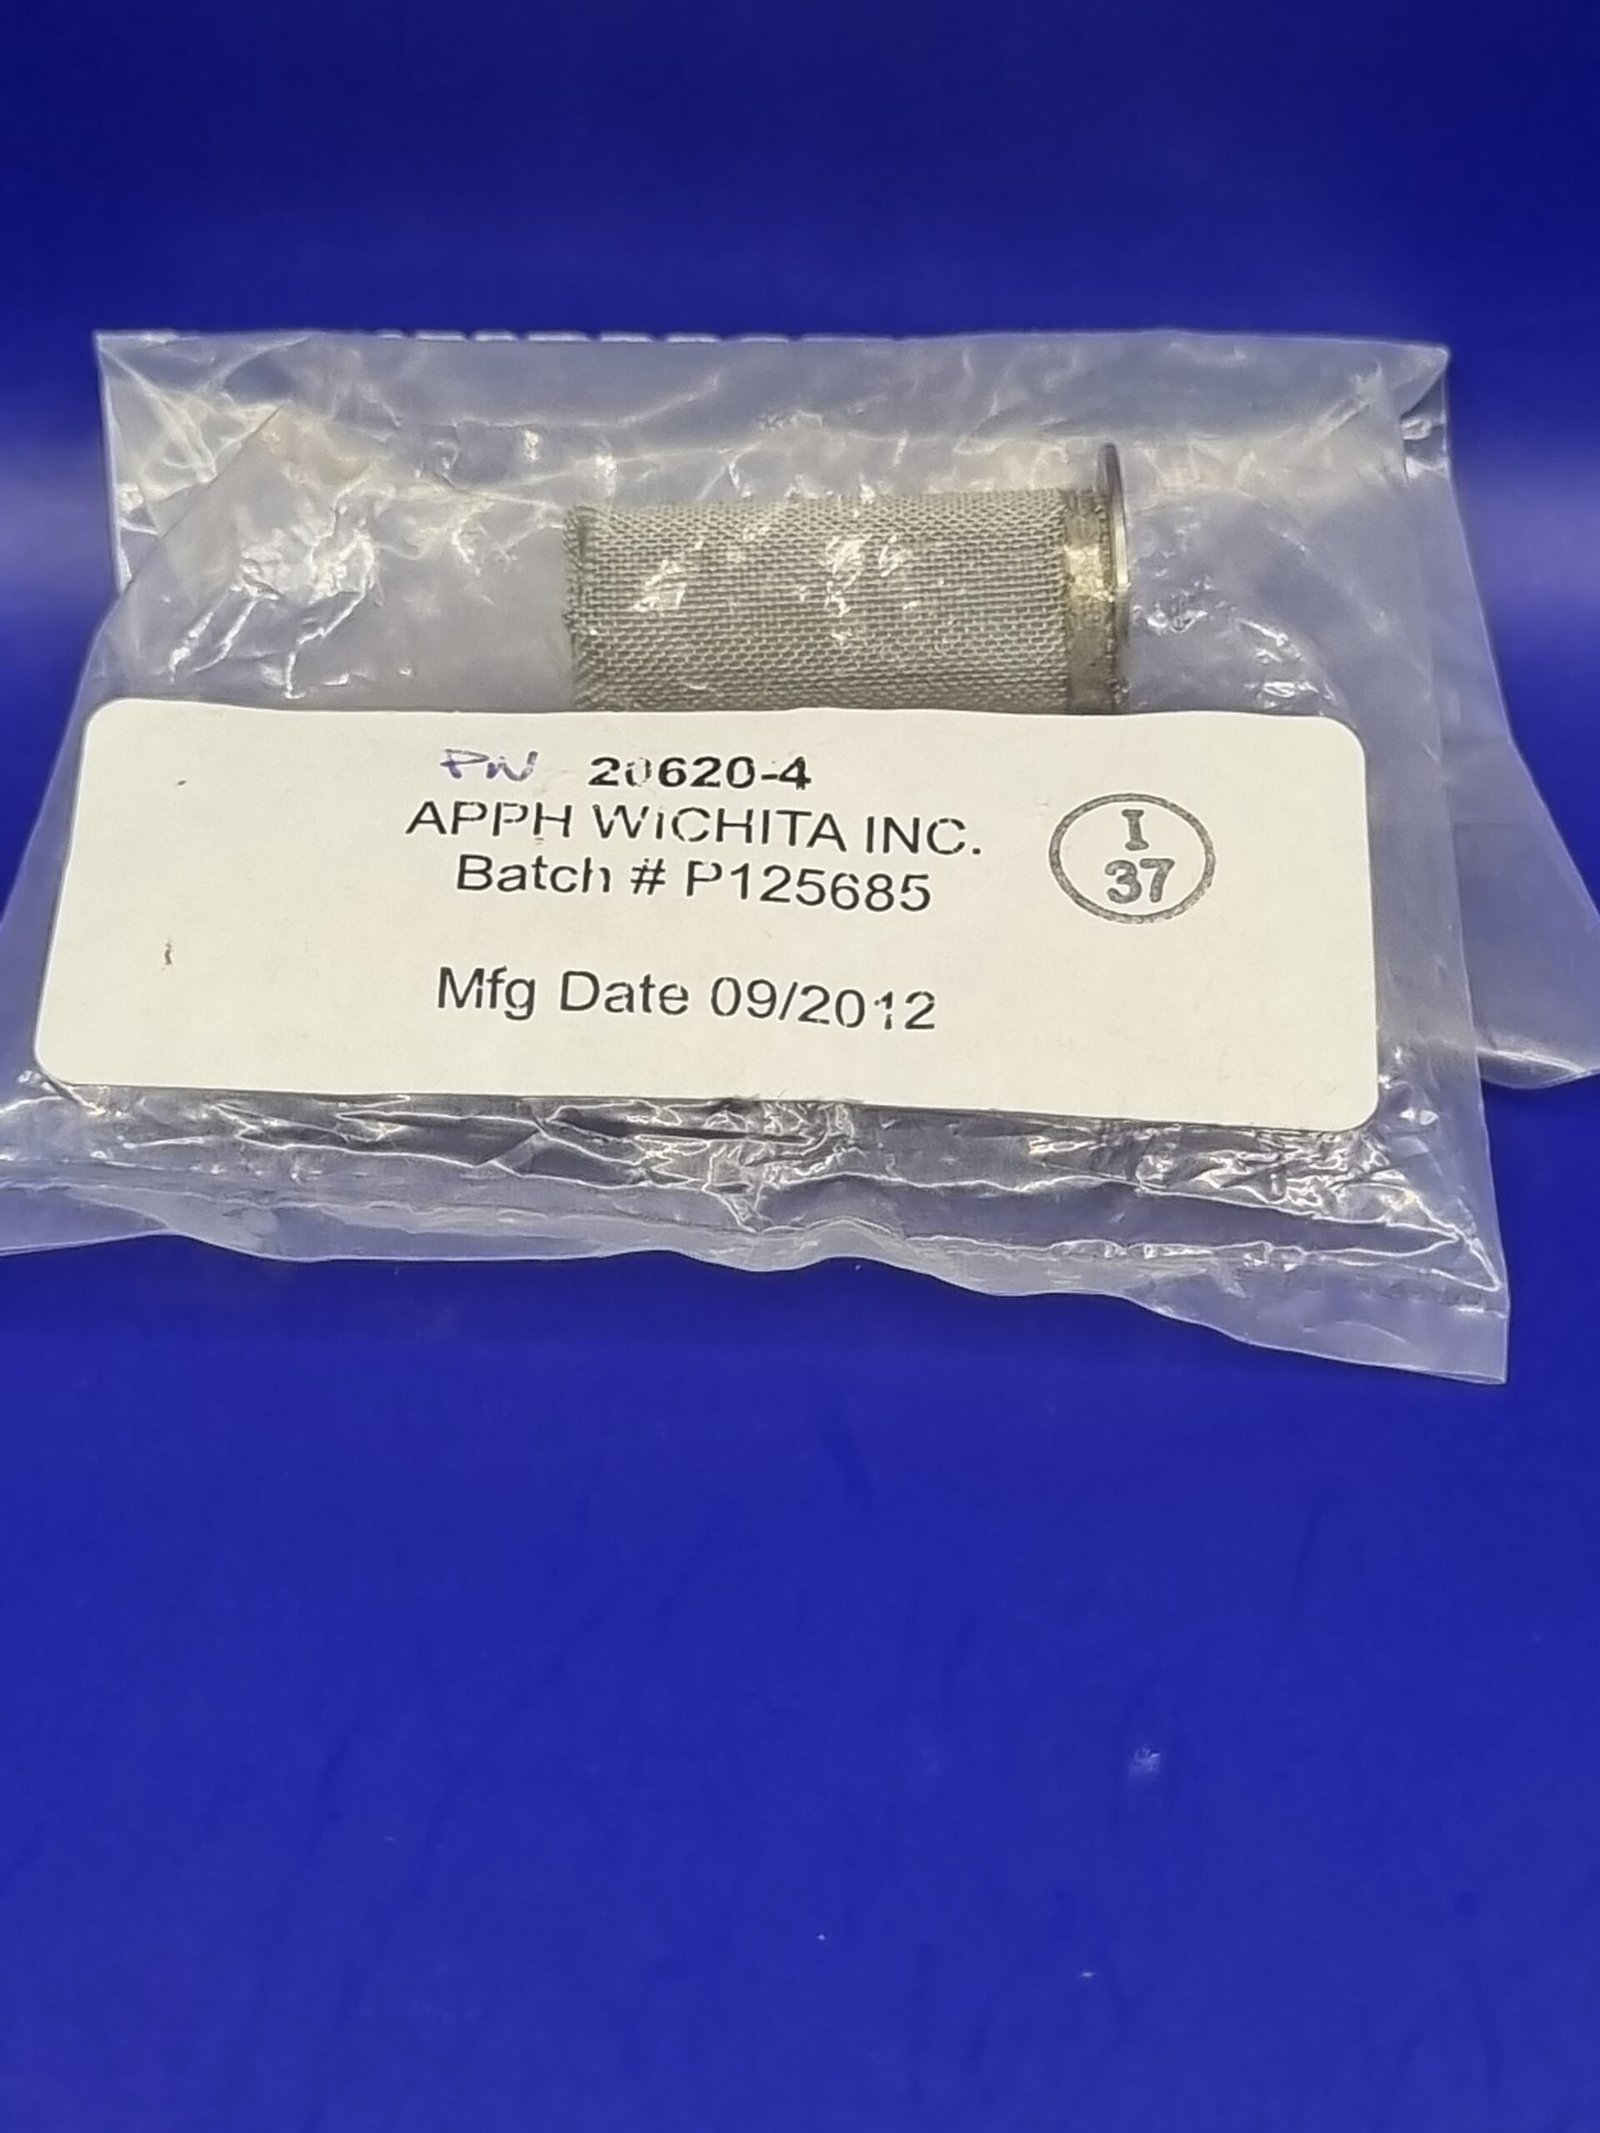 PN 20620-4
APPH WICHITA INC.
Batch # P125685
I
37
Mfg Date 09/2012